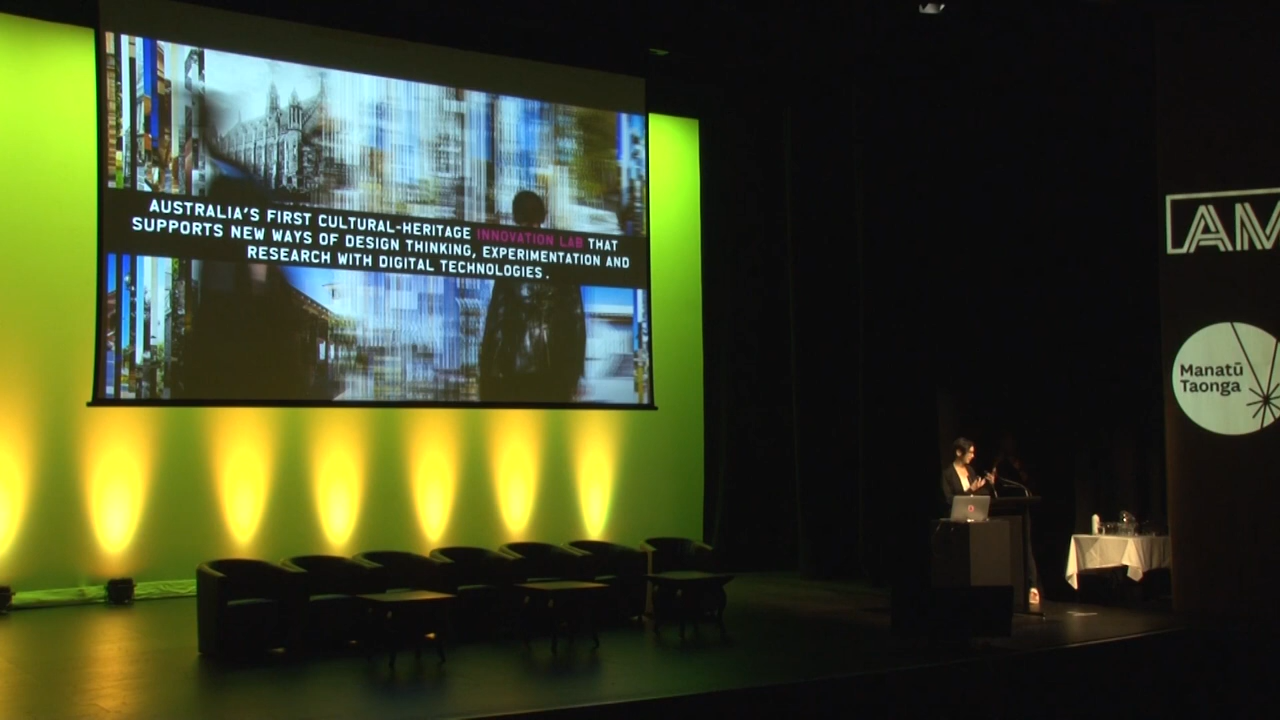 AUSTRALIA'S FIRST CULTURAL-HERITAGE INNOVATION LAB THAT
SUPPORTS NEW WAYS OF DESIGN THINKING, EXPERIMENTATION AND
RESEARCH WITH DIGITAL TECHNOLOGIES.
AM
Manatū
Taonga